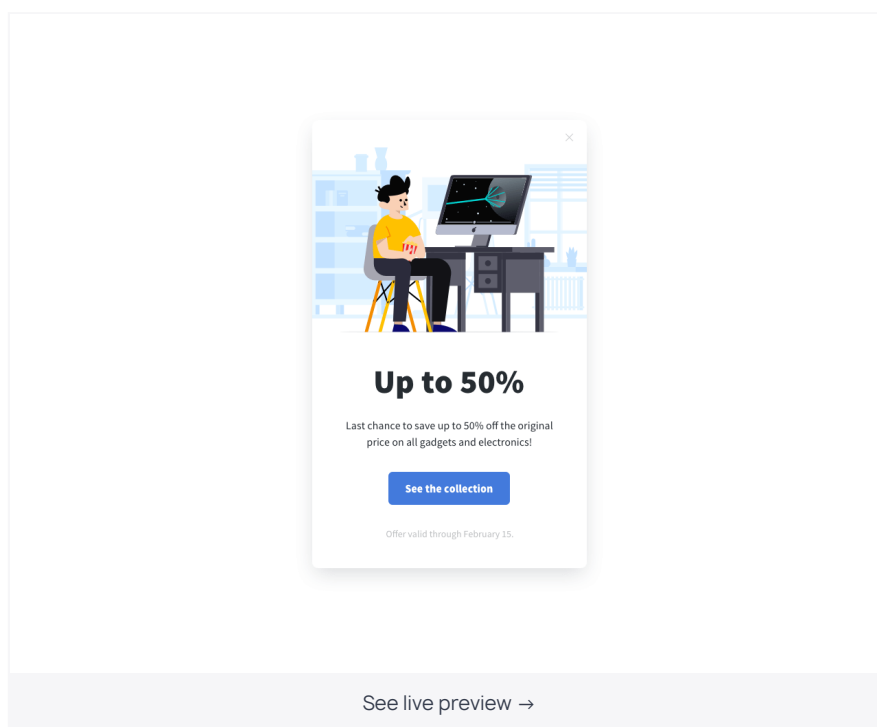 Up to 50%
Last chance to save up to 50% off the original
price on all gadgets and electronics!
See the collection
Offer valid through February 15.
See live preview →